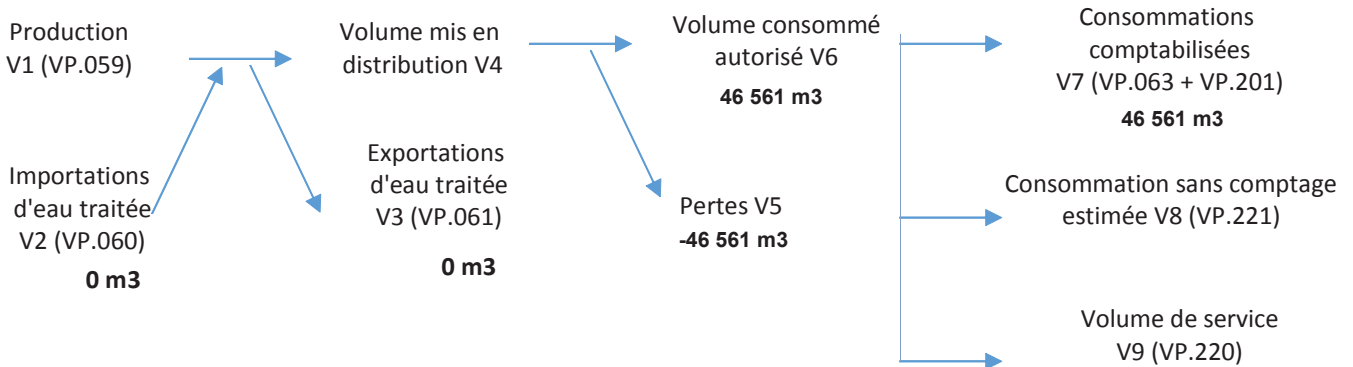 Production
V1 (VP.059)
Importations
d'eau traitée
V2 (VP.060)
0 m3
Volume mis en
distribution V4
Exportations
d'eau traitée
V3 (VP.061)
0 m3
Volume consommé
autorisé V6
46 561 m3
Pertes V5
-46 561 m3
Consommations
comptabilisées
V7 (VP.063 + VP.201)
46 561 m3
Consommation sans comptage
estimée V8 (VP.221)
Volume de service
V9 (VP.220)